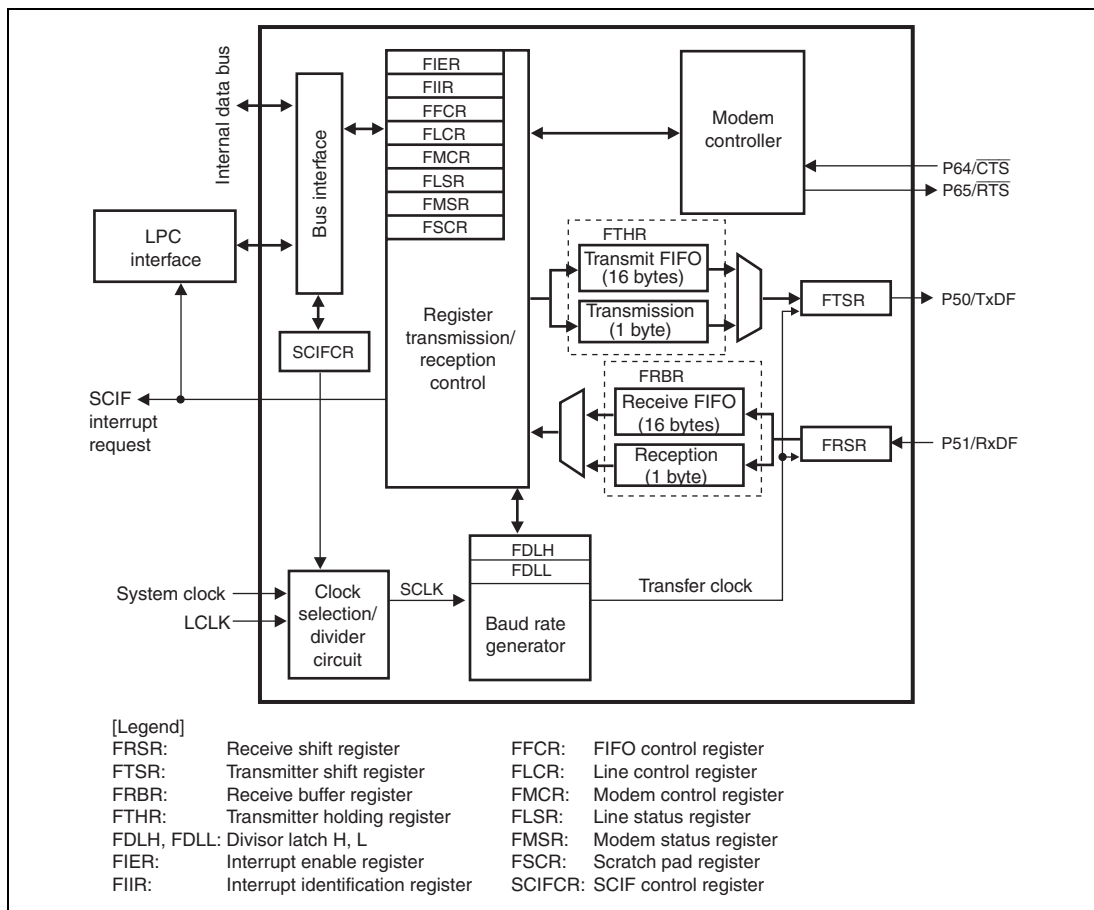 Internal data bus
Bus interface
FIER
FIIR
FFCR
FLCR
FMCR
FLSR
FMSR
FSCR
Modem
controller
P64/CTS
P65/RTS
LPC
interface
FTHR
Transmit FIFO
(16 bytes)
Transmission
(1 byte)
FTSR
P50/TxDF
Register
transmission/
reception
control
SCIFCR
SCIF
interrupt
request
FRBR
Receive FIFO
(16 bytes)
Reception
(1 byte)
FRSR
P51/RxDF
System clock
LCLK
Clock
selection/
divider
circuit
SCLK
FDLH
FDLL
Baud rate
generator
Transfer clock
[Legend]
FRSR: Receive shift register
FTSR: Transmitter shift register
FRBR: Receive buffer register
FTHR: Transmitter holding register
FDLH, FDLL: Divisor latch H, L
FIER: Interrupt enable register
FIIR: Interrupt identification register
FFCR: FIFO control register
FLCR: Line control register
FMCR: Modem control register
FLSR: Line status register
FMSR: Modem status register
FSCR: Scratch pad register
SCIFCR: SCIF control register